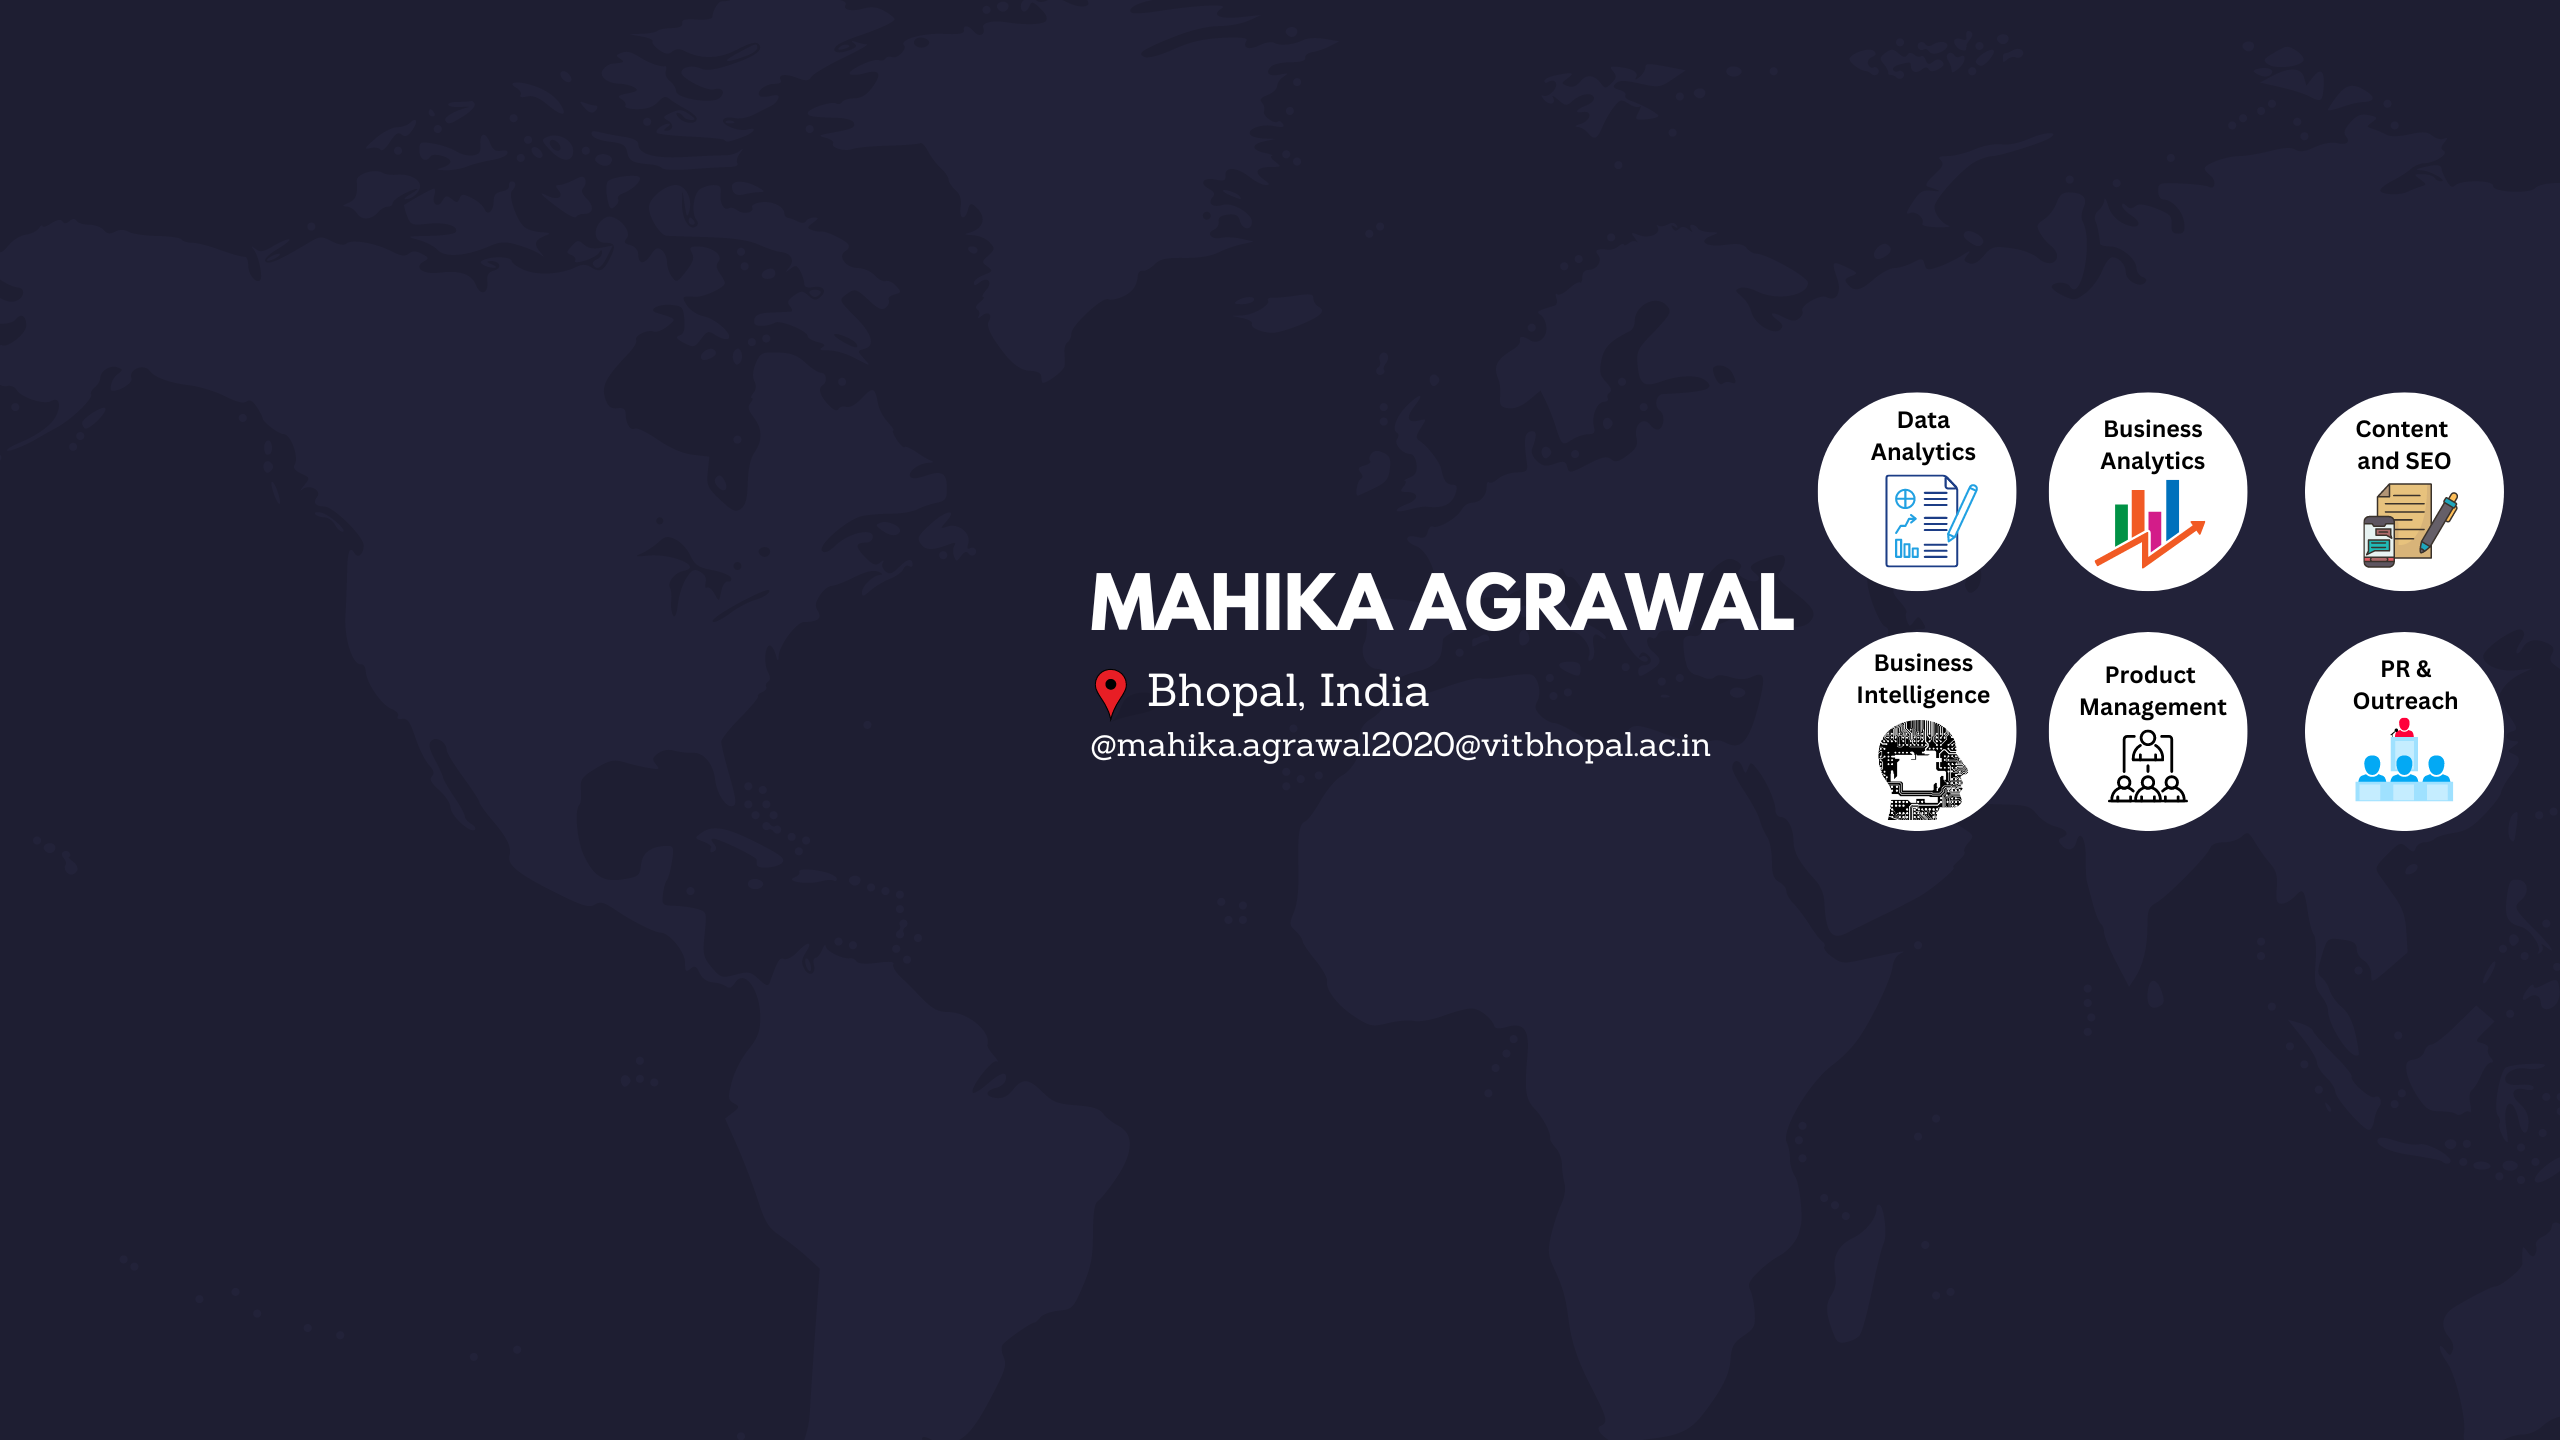 MAHIKA AGRAWAL
Bhopal, India
@mahika.agrawal2020@vitbhopal.ac.in
Data
Analytics
Business
Analytics
Content
and SEO
Business
Intelligence
Product
Management
PR &
Outreach